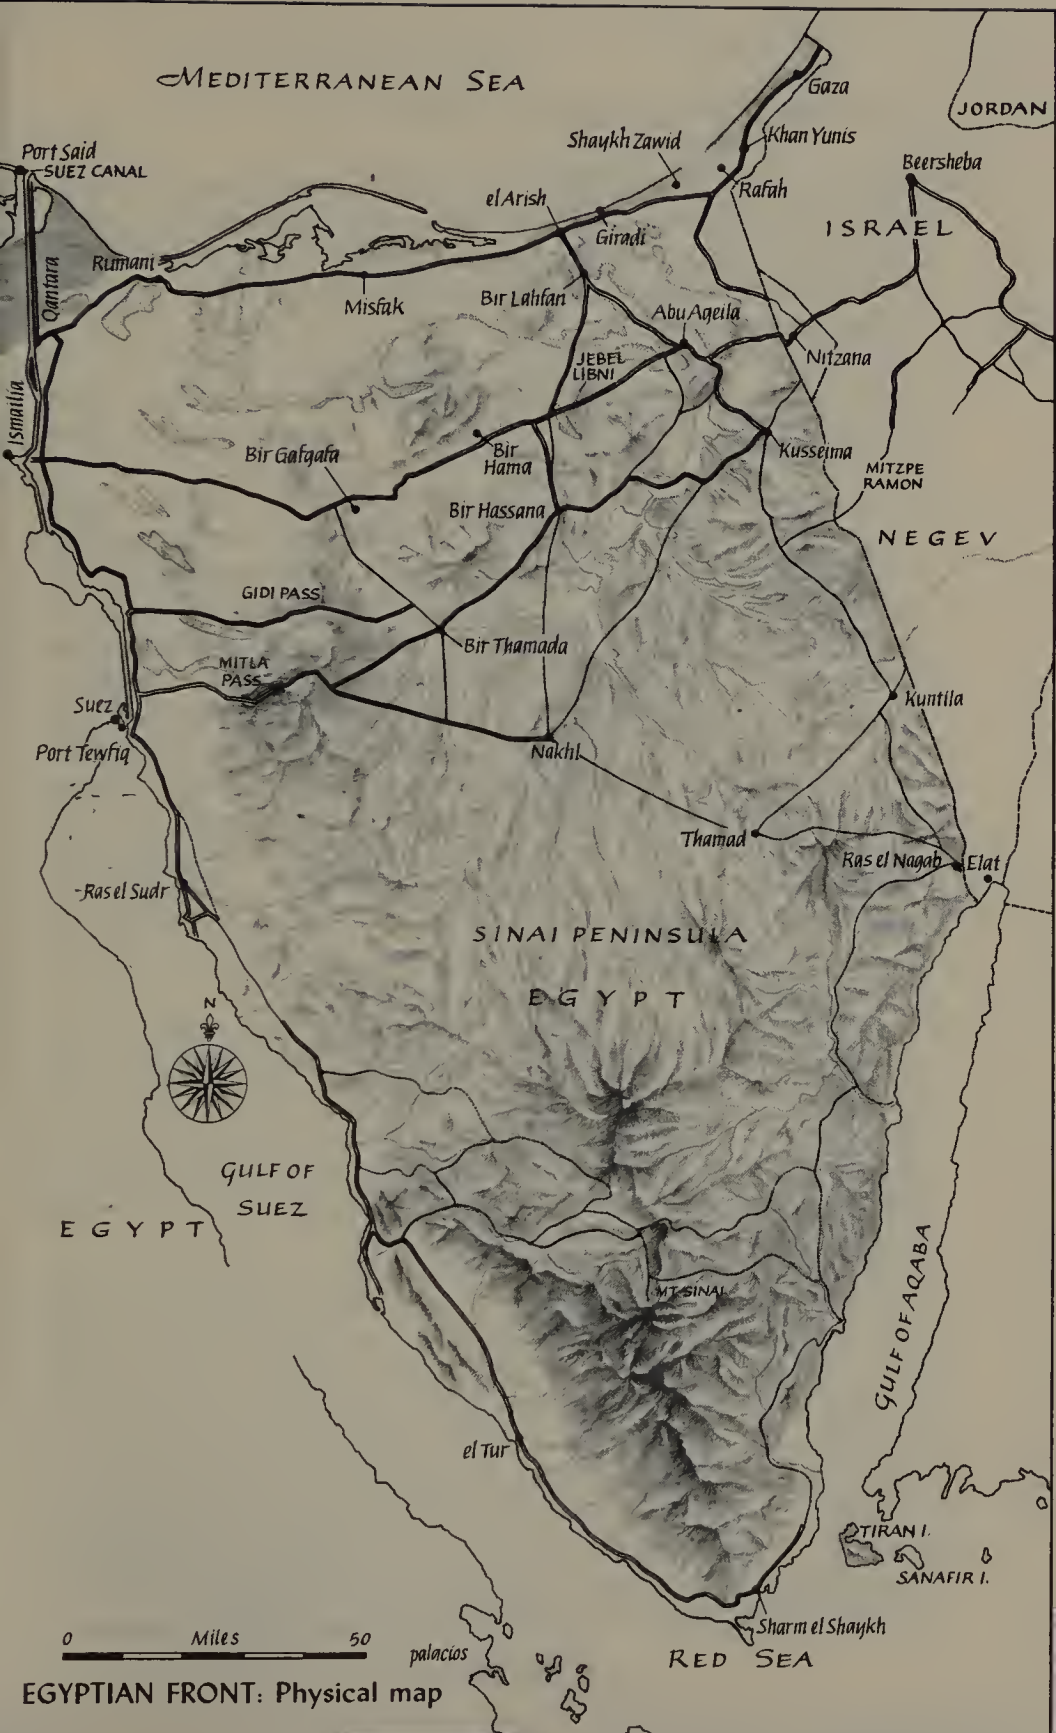 MEDITERRANEAN SEA
Gaza
JORDAN
Khan Yunis
Shaykh Zawid
Port Said
SUEZ CANAL
Beersheba
Rafah
el Arish
Giradi
ISRAEL
Rumani
Qantara
Misfak
Bir Lahfan
Abu Ageila
JEBEL
LIBNI
Nitzana
Ismailia
Bir Gafgafa
Bir
Hama
Kusseima
MITZPE
RAMON
Bir Hassana
NEGEV
GIDI PASS
Bir Thamada
MITLA
PASS
Suez
Kuntila
Port Tewfiq
Nakhl
Thamad
Ras el Nagab
Elat
Ras el Sudr
SINAI PENINSULA
EGYPT
N
GULF OF
SUEZ
EGYPT
MT SINAI
GULF OF AQABA
el Tur
TIRAN I.
SANAFIR I.
Sharm el Shaykh
RED SEA
0 Miles 50
palacios
EGYPTIAN FRONT: Physical map